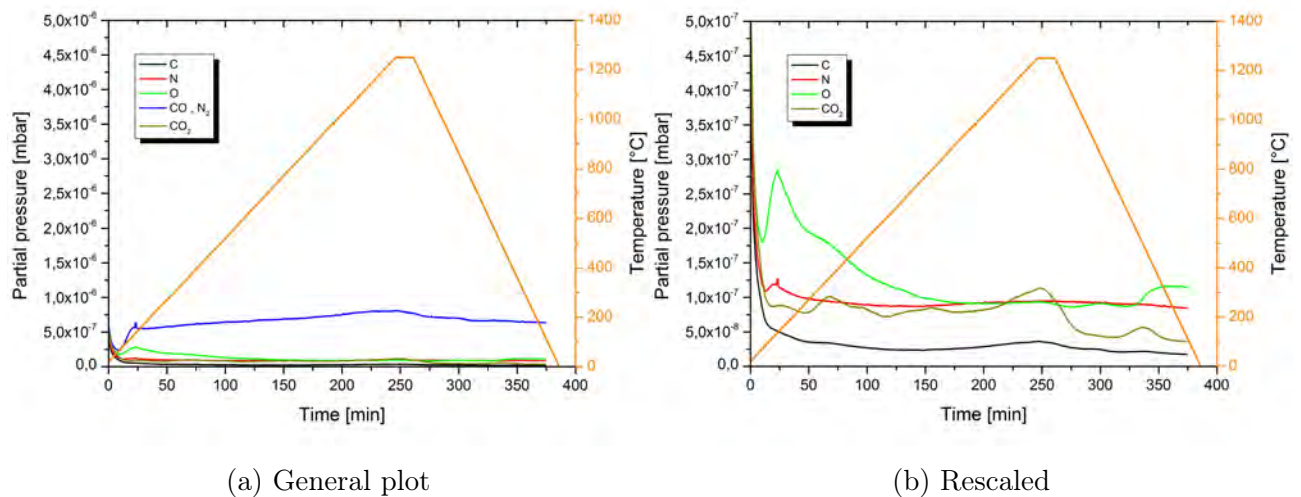 5,0x10-6
4,5x10-6
4,0x10-6
3,5x10-6
3,0x10-6
2,5x10-6
2,0x10-6
1,5x10-6
1,0x10-6
5,0x10-7
0,0
Partial pressure [mbar]
C
N
O
CO , N2
CO2
1400
1200
1000
800
600
400
200
0
Temperature [°C]
0 50 100 150 200 250 300 350 400
Time [min]
(a) General plot
5,0x10-7
4,5x10-7
4,0x10-7
3,5x10-7
3,0x10-7
2,5x10-7
2,0x10-7
1,5x10-7
1,0x10-7
5,0x10-8
0,0
Partial pressure [mbar]
C
N
O
CO2
1400
1200
1000
800
600
400
200
0
Temperature [°C]
0 50 100 150 200 250 300 350 400
Time [min]
(b) Rescaled